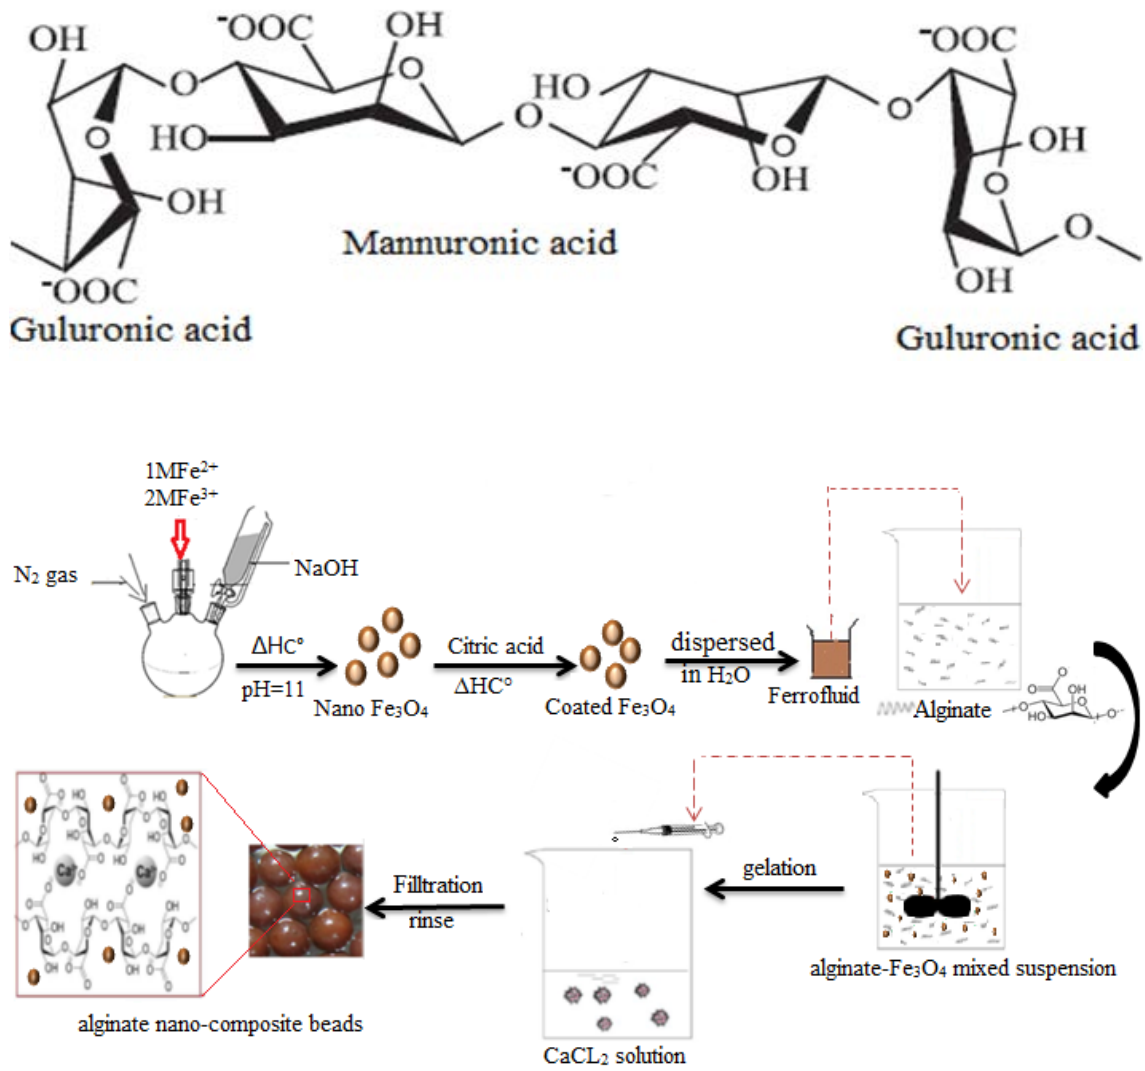 OH
⁻OOC
OH
⁻OOC
O
O
HO
O
O
HO
O
O
OH
OH
⁻OOC
OH
O
O
Mannuronic acid
OH
⁻OOC
Guluronic acid
Guluronic acid
1MFe²⁺
2MFe³⁺
N₂ gas
NaOH
ΔHC°
pH=11
Nano Fe₃O₄
Citric acid
ΔHC°
Coated Fe₃O₄
dispersed
in H₂O
Ferrofluid
Alginate
O
O
OH
O
HO
O
gelation
alginate-Fe₃O₄ mixed suspension
Filltration
rinse
CaCL₂ solution
alginate nano-composite beads